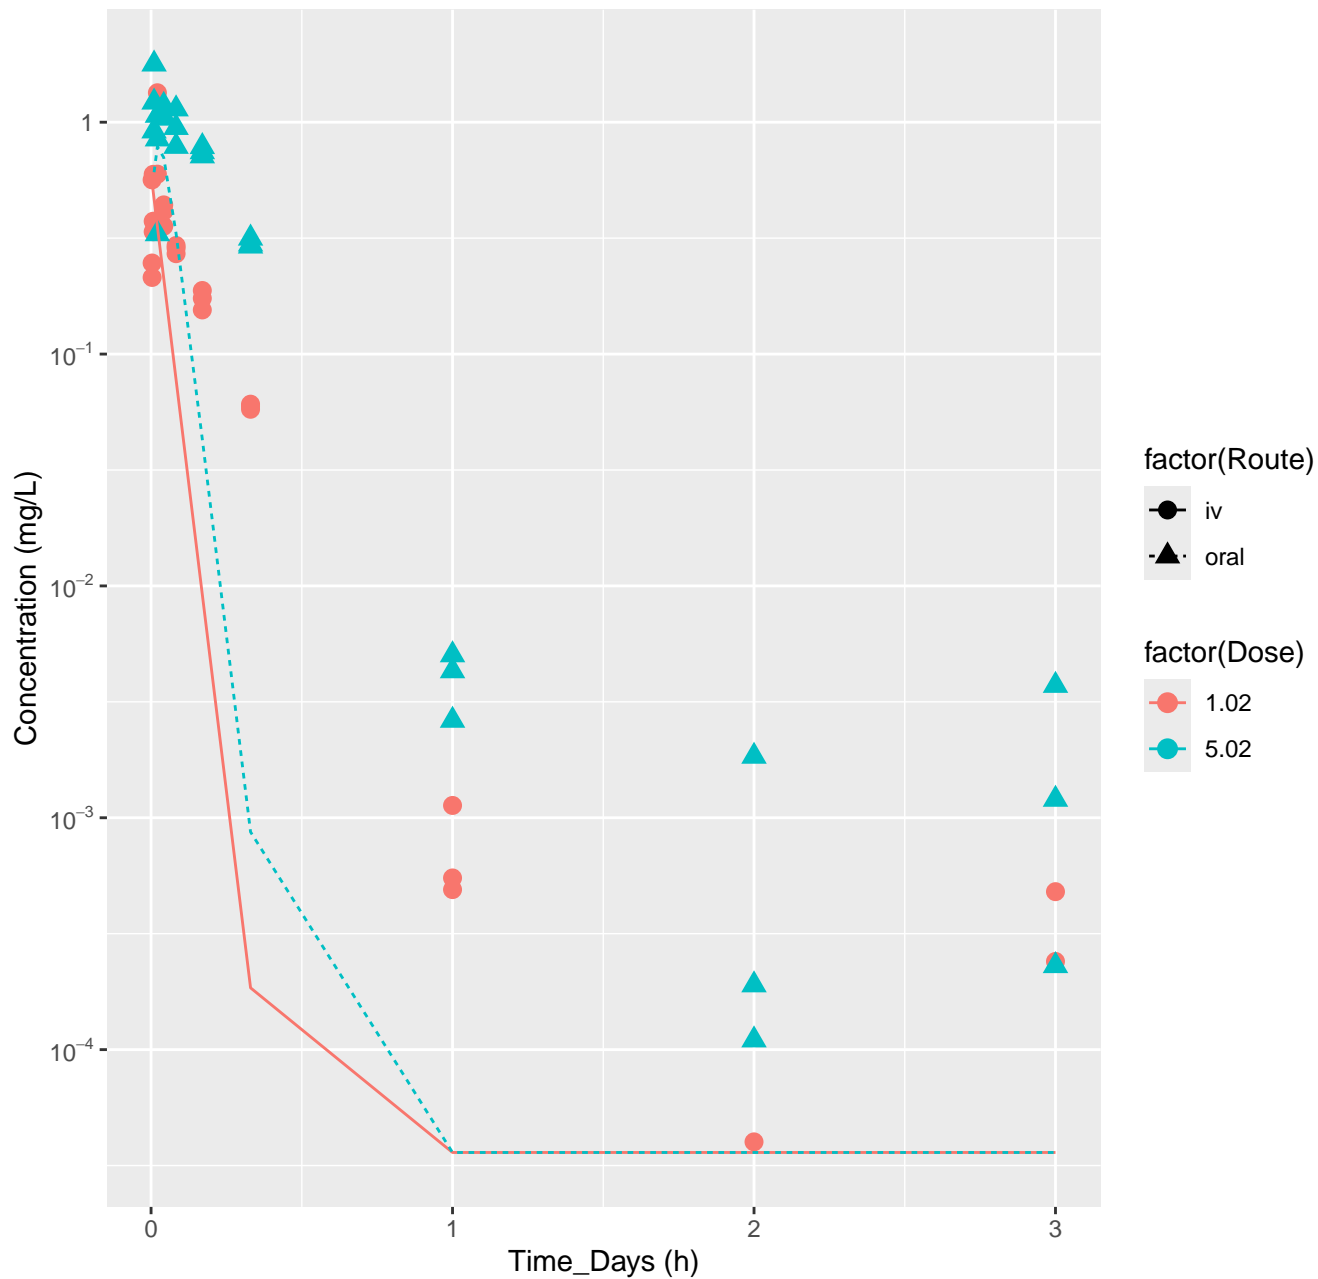 Concentration (mg/L)
1
10⁻¹
10⁻²
10⁻³
10⁻⁴
0 1 2 3
Time_Days (h)
factor(Route)
iv
oral
factor(Dose)
1.02
5.02